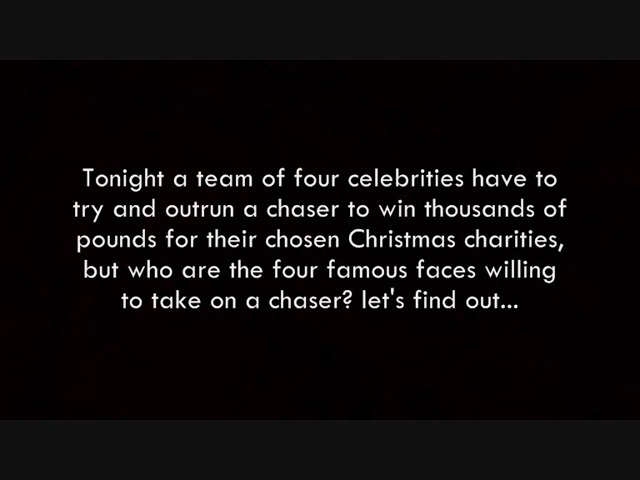 Tonight a team of four celebrities have to
try and outrun a chaser to win thousands of
pounds for their chosen Christmas charities,
but who are the four famous faces willing
to take on a chaser? let's find out...